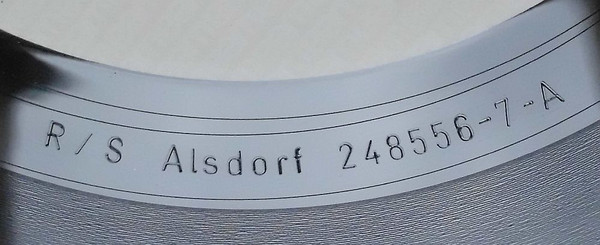 R / S Alsdorf 248556-7-A